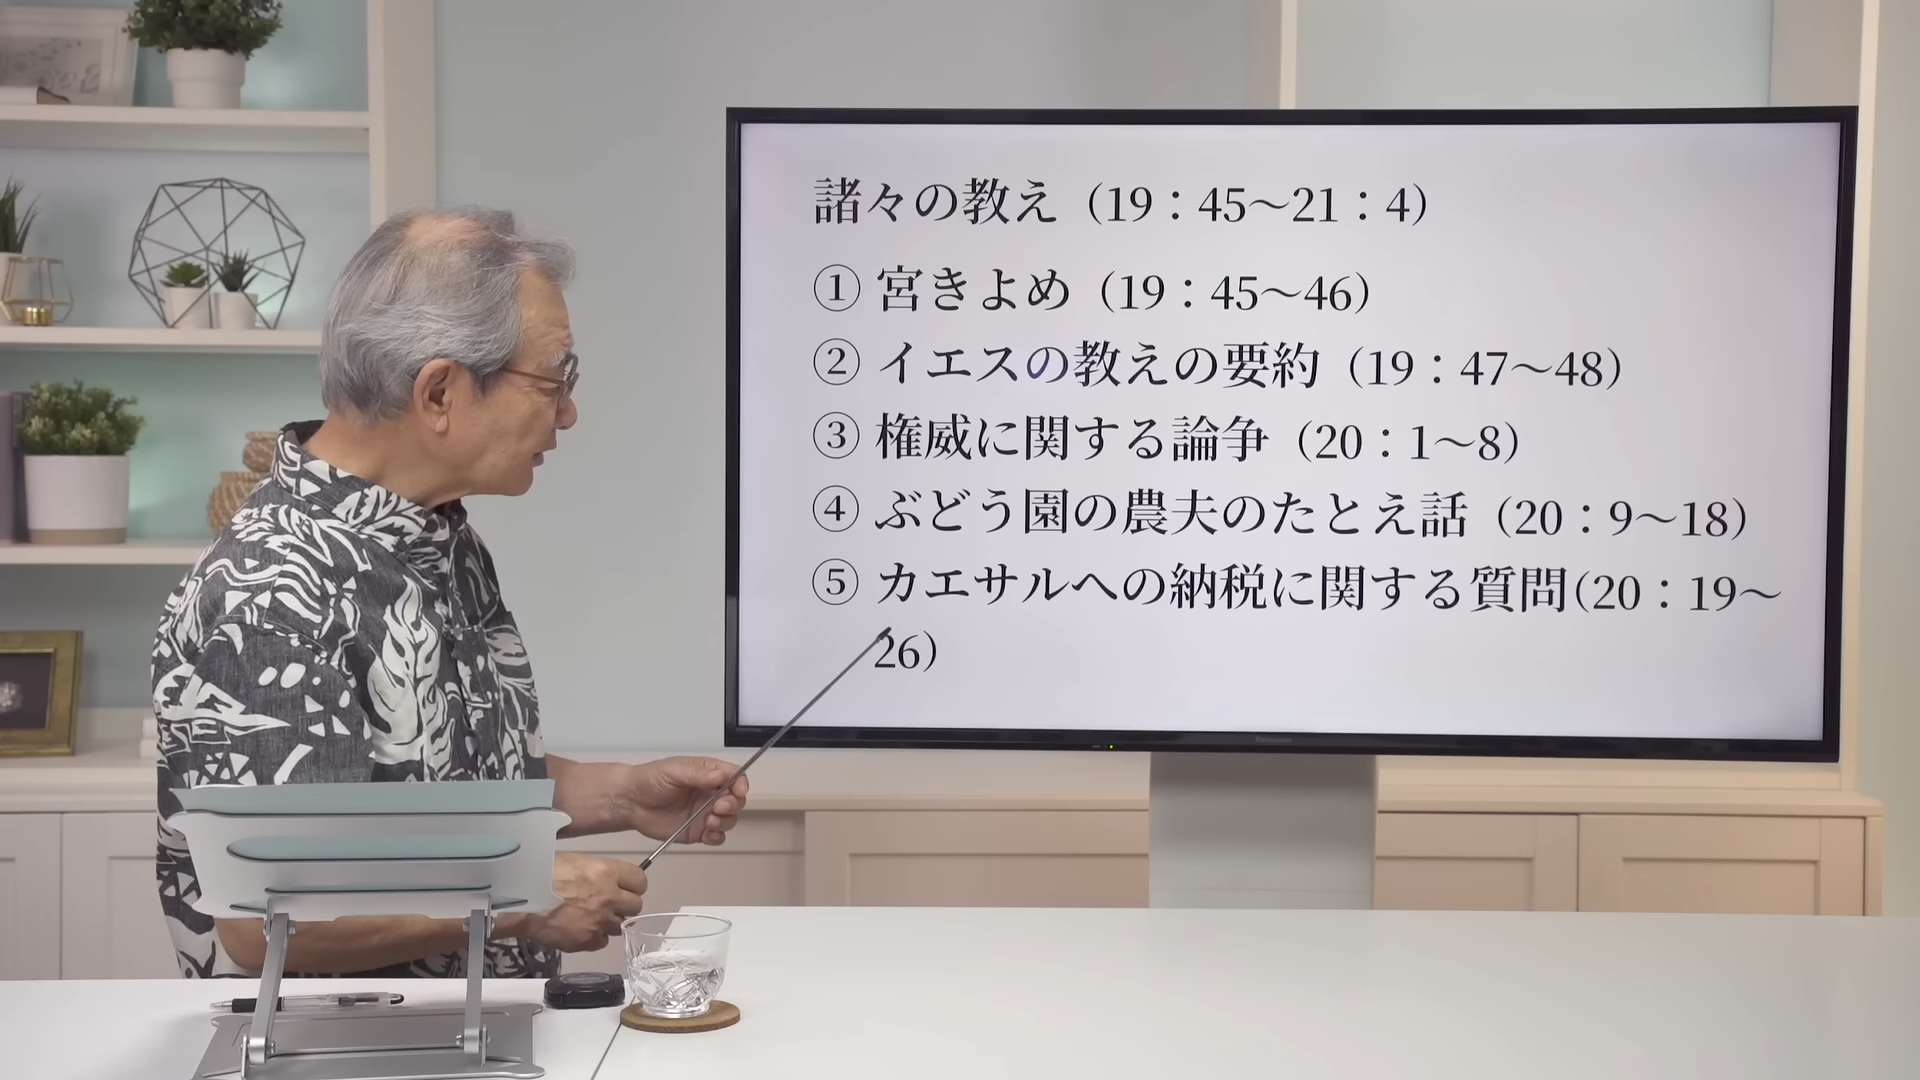 諸々の教え（19：45〜21：4）
① 宮きよめ（19：45〜46）
② イエスの教えの要約（19：47〜48）
③ 権威に関する論争（20：1〜8）
④ ぶどう園の農夫のたとえ話（20：9〜18）
⑤ カエサルへの納税に関する質問(20：19〜
26）